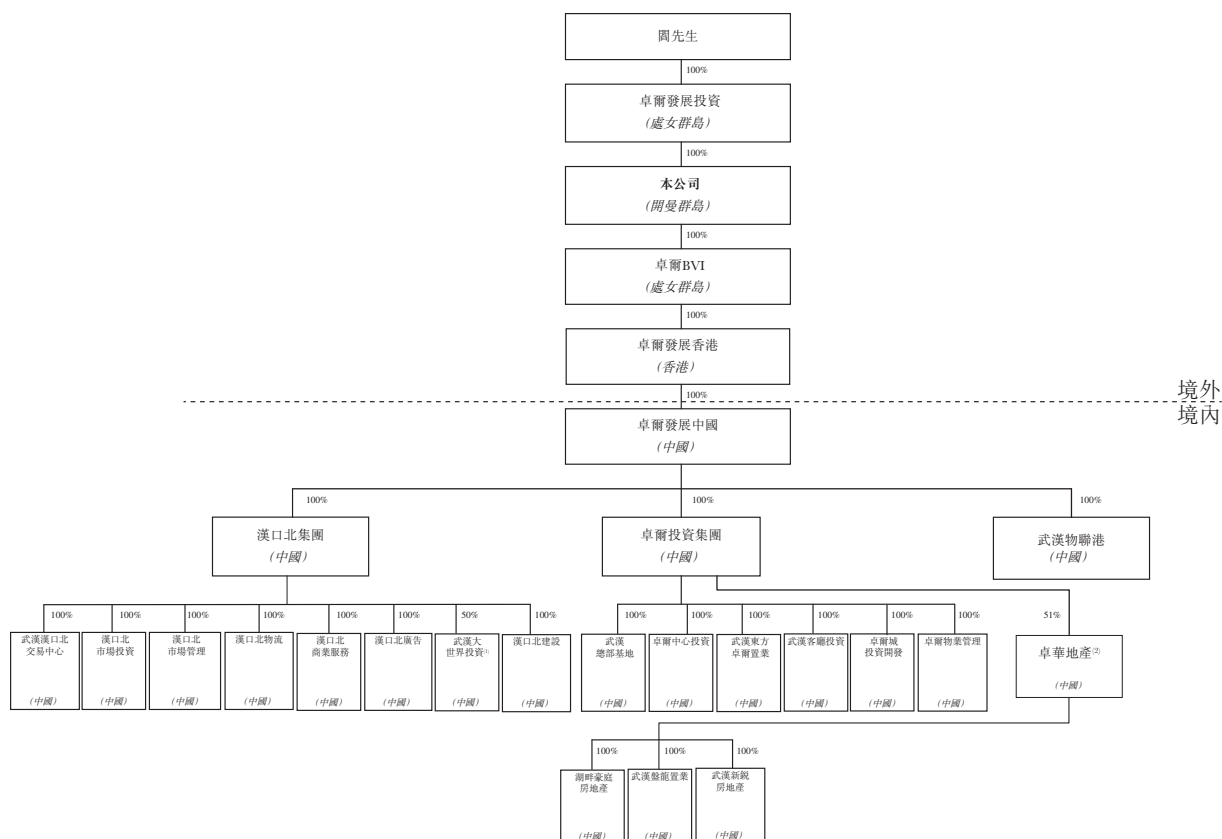 閻先生
100%
卓爾發展投資
(處女群島)
100%
本公司
(開曼群島)
100%
卓爾BVI
(處女群島)
100%
卓爾發展香港
(香港)
100%
境外
境內
卓爾發展中國
(中國)
100%
100%
100%
漢口北集團
(中國)
卓爾投資集團
(中國)
武漢物聯港
(中國)
100%
100%
100%
100%
100%
100%
50%
100%
100%
100%
100%
100%
100%
100%
51%
武漢漢口北
交易中心
(中國)
漢口北
市場投資
(中國)
漢口北
市場管理
(中國)
漢口北物流
(中國)
漢口北
商業服務
(中國)
漢口北廣告
(中國)
武漢大
世界投資(1)
(中國)
漢口北建設
(中國)
武漢
總部基地
(中國)
卓爾中心投資
(中國)
武漢東方
卓爾置業
(中國)
武漢客廳投資
(中國)
卓爾城
投資開發
(中國)
卓爾物業管理
(中國)
卓華地產(2)
(中國)
100%
100%
100%
湖畔豪庭
房地產
(中國)
武漢盤龍置業
(中國)
武漢新銳
房地產
(中國)